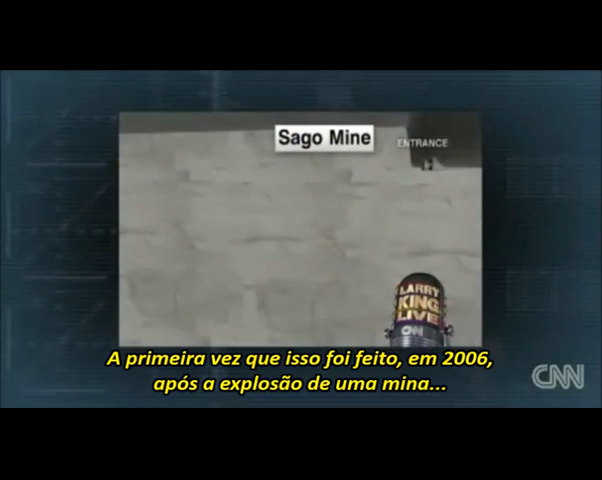 Sago Mine
ENTRANCE
LARRY
KING
LIVE
CNN
A primeira vez que isso foi feito, em 2006,
após a explosão de uma mina...
CNN